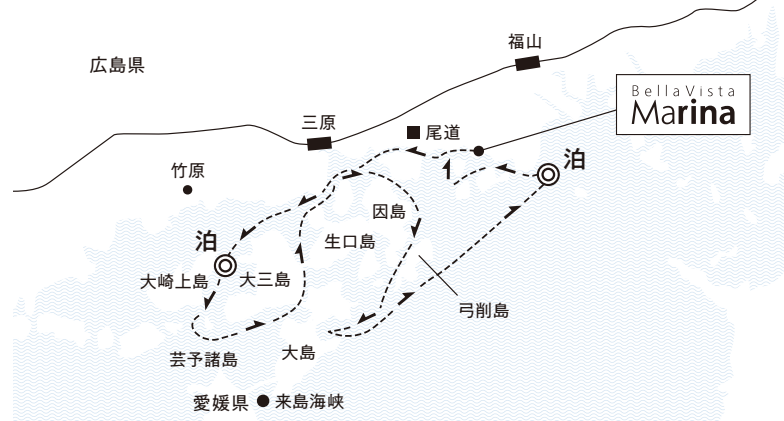 福山
広島県
BellaVista
Marina
三原
尾道
泊
竹原
因島
生口島
泊
大崎上島
大三島
弓削島
大島
芸予諸島
愛媛県
来島海峡